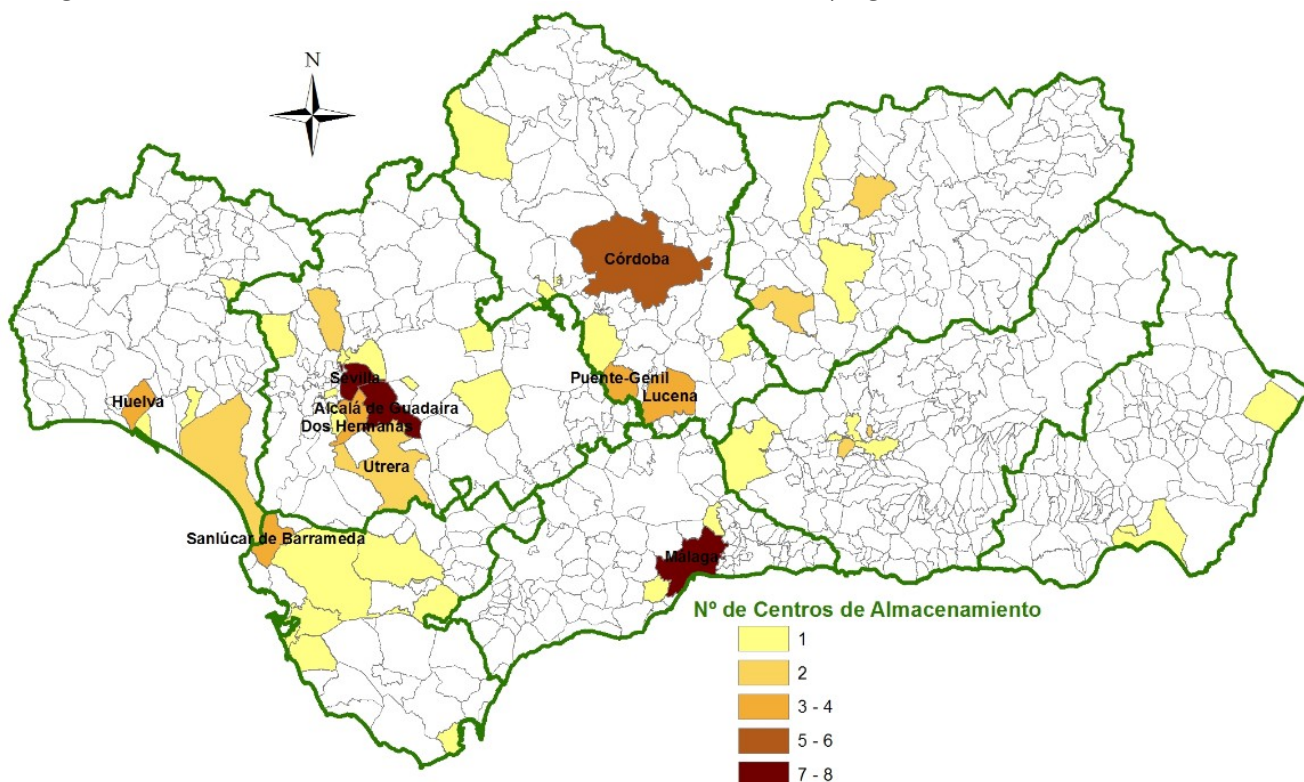 N
Córdoba
Puente-Genil
Lucena
Sevilla
Huelva
Alcalá de Guadaira
Dos Hermanas
Utrera
Sanlúcar de Barrameda
Málaga
Nº de Centros de Almacenamiento
1
2
3 - 4
5 - 6
7 - 8